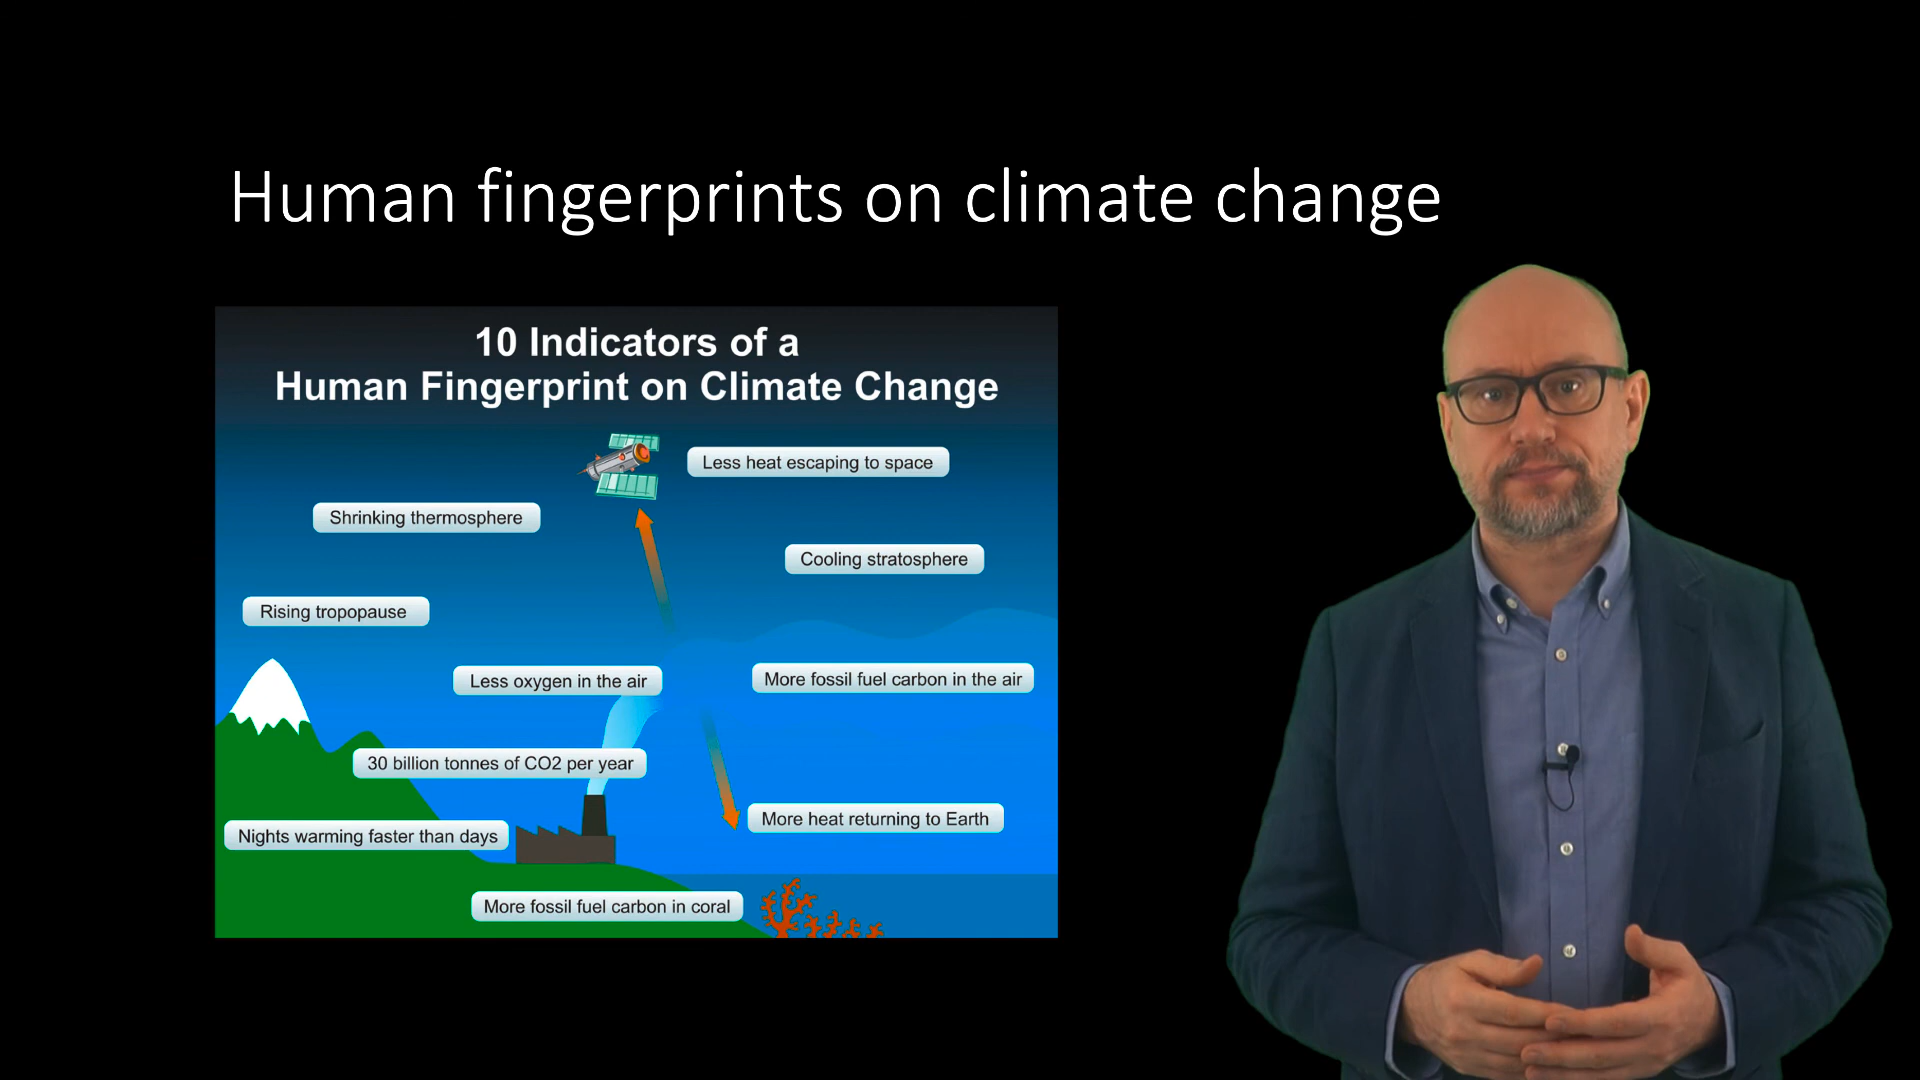 Human fingerprints on climate change
10 Indicators of a
Human Fingerprint on Climate Change
Less heat escaping to space
Shrinking thermosphere
Cooling stratosphere
Rising tropopause
Less oxygen in the air
More fossil fuel carbon in the air
30 billion tonnes of CO2 per year
More heat returning to Earth
Nights warming faster than days
More fossil fuel carbon in coral